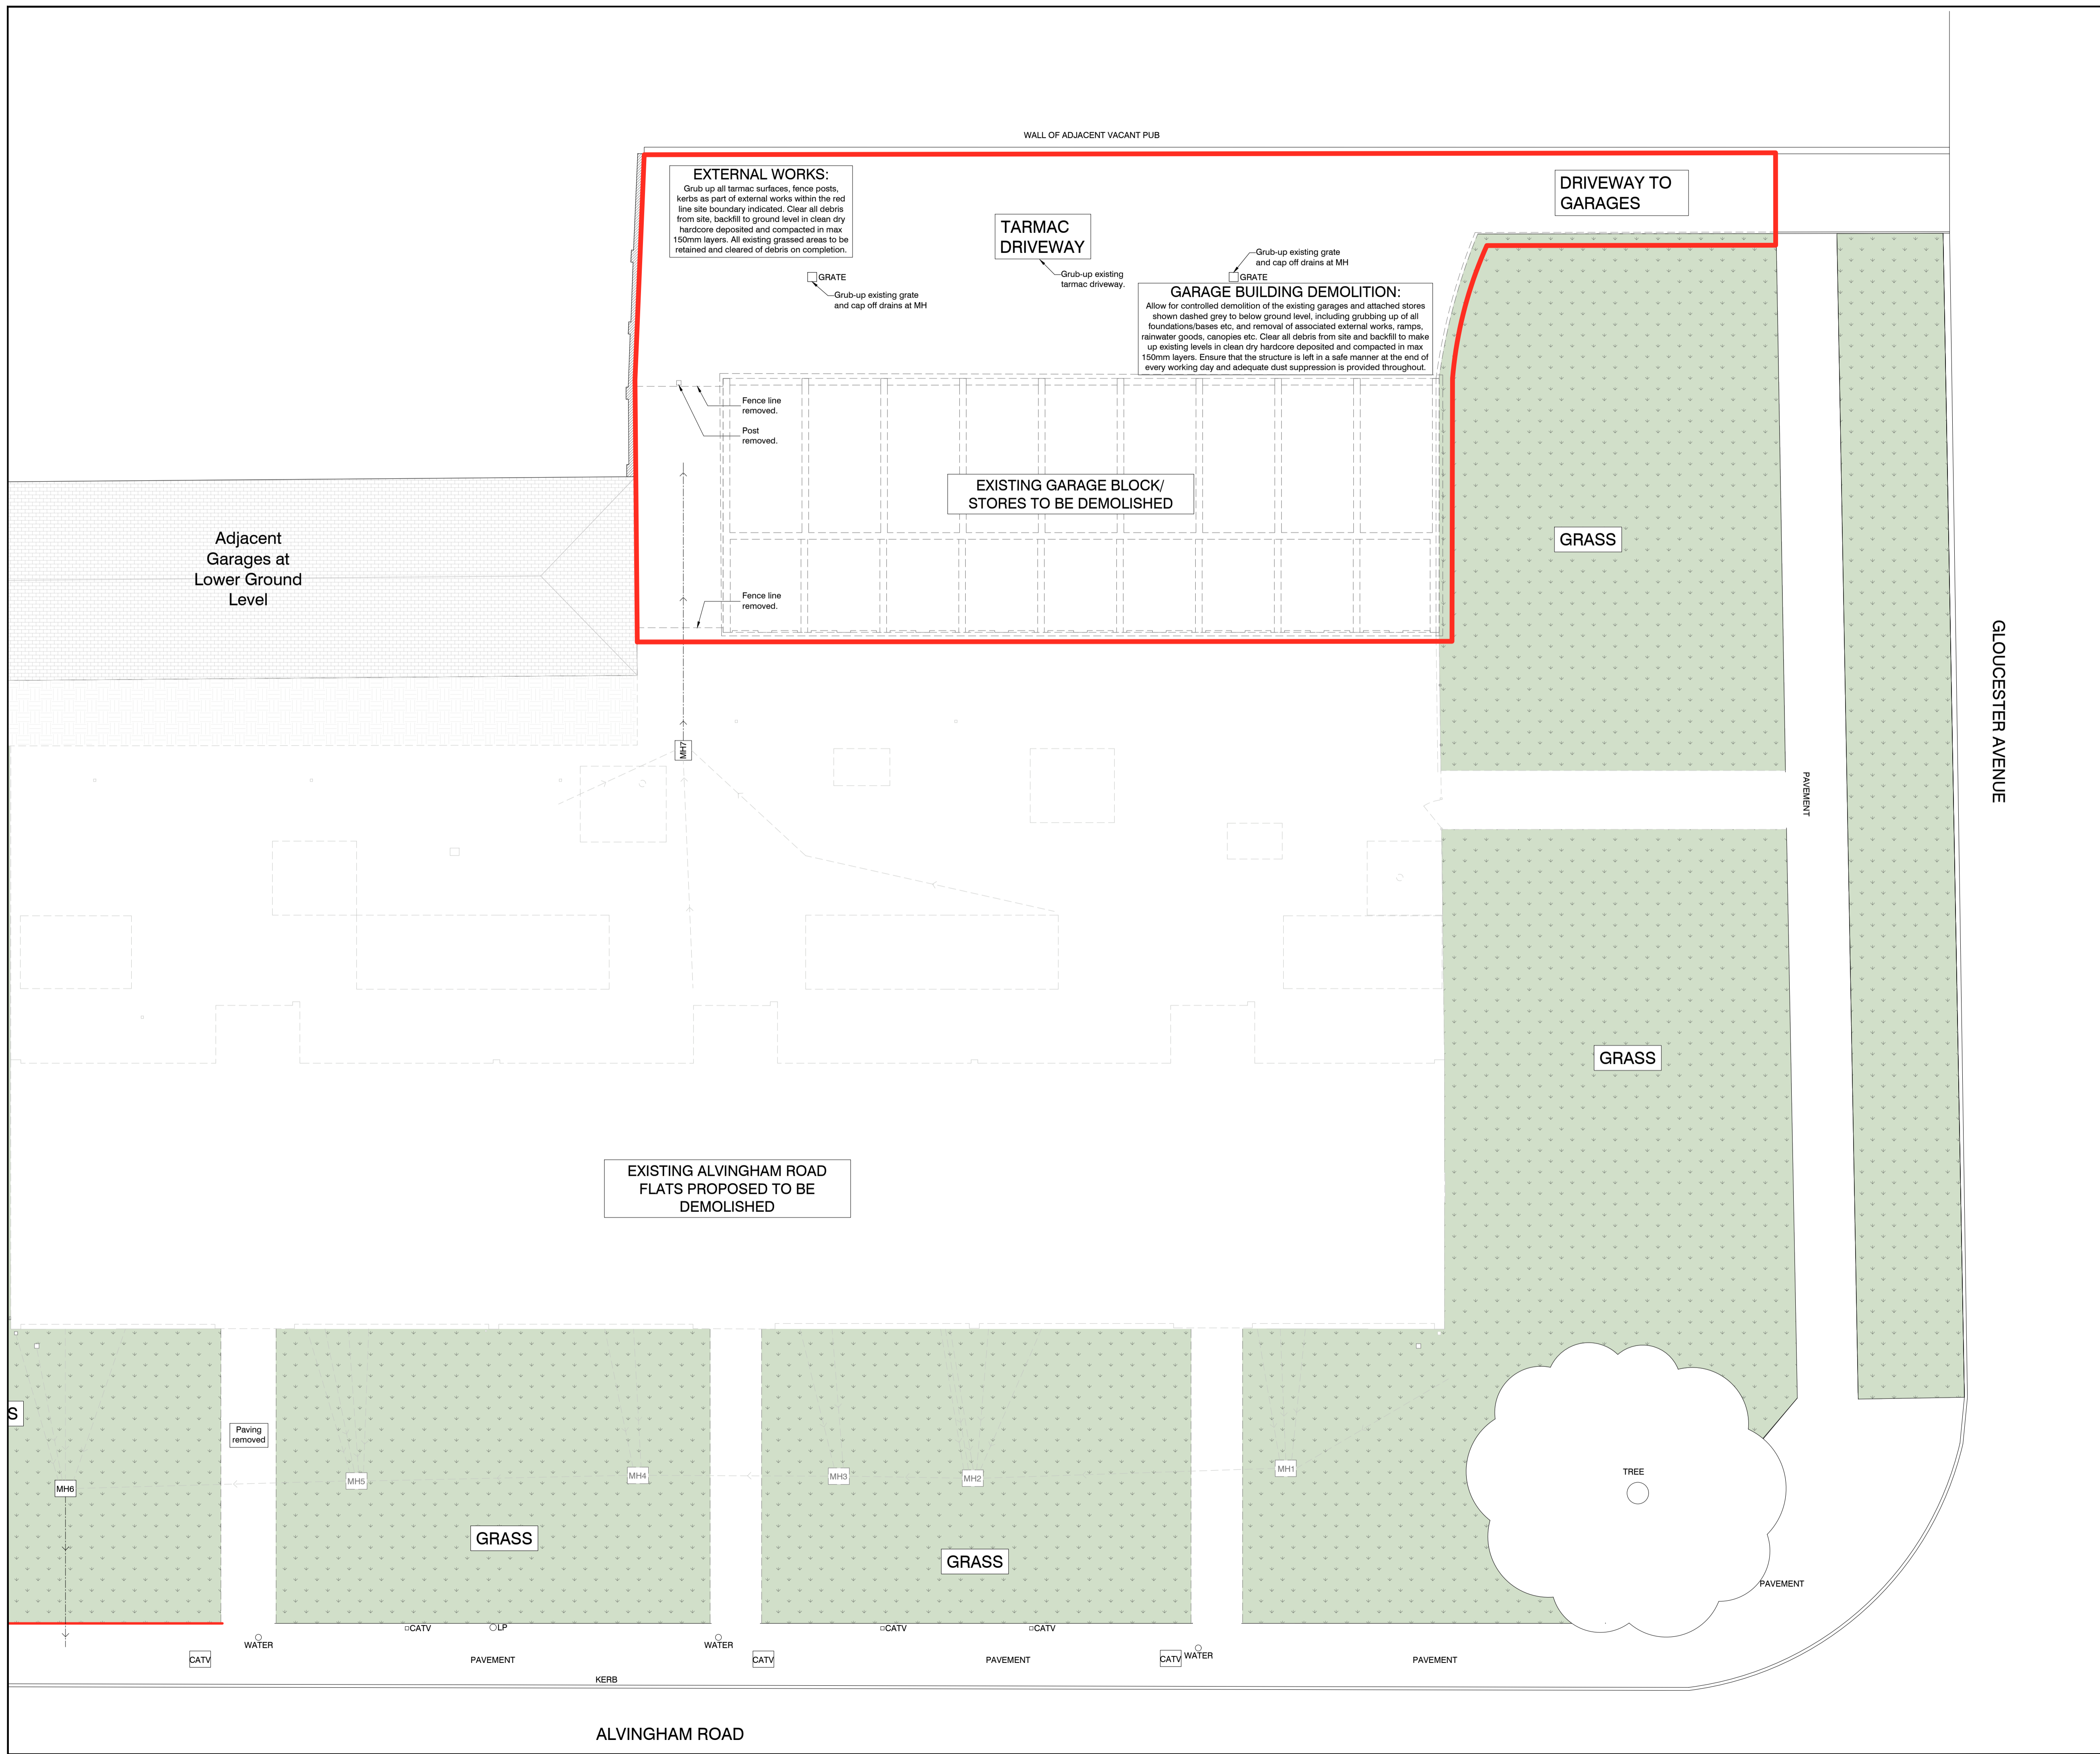 WALL OF ADJACENT VACANT PUB
EXTERNAL WORKS:
Grub up all tarmac surfaces, fence posts,
kerbs as part of external works within the red
line site boundary indicated. Clear all debris
from site, backfill to ground level in clean dry
hardcore deposited and compacted in max
150mm layers. All existing grassed areas to be
retained and cleared of debris on completion.
DRIVEWAY TO
GARAGES
TARMAC
DRIVEWAY
Grub-up existing
tarmac driveway.
Grub-up existing grate
and cap off drains at MH
GRATE
GRATE
Grub-up existing grate
and cap off drains at MH
GARAGE BUILDING DEMOLITION:
Allow for controlled demolition of the existing garages and attached stores
shown dashed grey to below ground level, including grubbing up of all
foundations/bases etc, and removal of associated external works, ramps,
rainwater goods, canopies etc. Clear all debris from site and backfill to make
up existing levels in clean dry hardcore deposited and compacted in max
150mm layers. Ensure that the structure is left in a safe manner at the end of
every working day and adequate dust suppression is provided throughout.
Fence line
removed.
Post
removed.
EXISTING GARAGE BLOCK/
STORES TO BE DEMOLISHED
Adjacent
Garages at
Lower Ground
Level
GRASS
Fence line
removed.
GLOUCESTER AVENUE
MH7
PAVEMENT
GRASS
EXISTING ALVINGHAM ROAD
FLATS PROPOSED TO BE
DEMOLISHED
S
Paving
removed
MH6
MH5
MH4
MH3
MH2
MH1
TREE
GRASS
GRASS
PAVEMENT
CATV
LP
CATV
CATV
WATER
WATER
WATER
CATV
PAVEMENT
CATV
PAVEMENT
CATV
PAVEMENT
KERB
ALVINGHAM ROAD